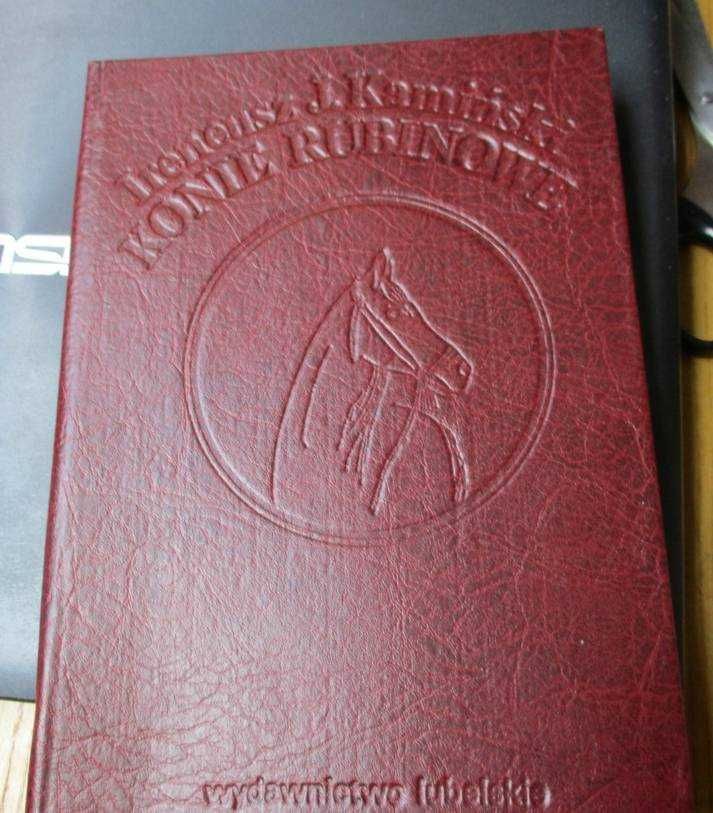 Ireneusz J. Kamiński
KONIE RUBINOWE
wydawnictwo lubelskie